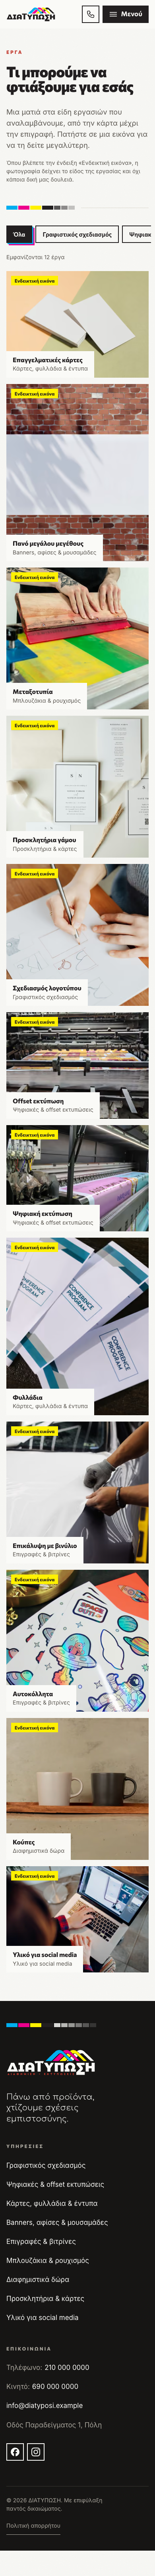 ΔΙΑΤΥΠΩΣΗ
Μενού
ΕΡΓΑ
Τι μπορούμε να
φτιάξουμε για εσάς
Μια ματιά στα είδη εργασιών που
αναλαμβάνουμε, από την κάρτα μέχρι
την επιγραφή. Πατήστε σε μια εικόνα για
να τη δείτε μεγαλύτερη.
Όπου βλέπετε την ένδειξη «Ενδεικτική εικόνα», η
φωτογραφία δείχνει το είδος της εργασίας και όχι
κάποια δική μας δουλειά.
Όλα
Γραφιστικός σχεδιασμός
Ψηφιακ
Εμφανίζονται 12 έργα
Ενδεικτική εικόνα
Επαγγελματικές κάρτες
Κάρτες, φυλλάδια & έντυπα
Ενδεικτική εικόνα
Πανό μεγάλου μεγέθους
Banners, αφίσες & μουσαμάδες
Ενδεικτική εικόνα
Μεταξοτυπία
Μπλουζάκια & ρουχισμός
Ενδεικτική εικόνα
Προσκλητήρια γάμου
Προσκλητήρια & κάρτες
Ενδεικτική εικόνα
Σχεδιασμός λογοτύπου
Γραφιστικός σχεδιασμός
Ενδεικτική εικόνα
Offset εκτύπωση
Ψηφιακές & offset εκτυπώσεις
Ενδεικτική εικόνα
Ψηφιακή εκτύπωση
Ψηφιακές & offset εκτυπώσεις
Ενδεικτική εικόνα
CONFERENCE
PROGRAM
CONFERENCE
PROGRAM
CONFERENCE
PROGRAM
Φυλλάδια
Κάρτες, φυλλάδια & έντυπα
Ενδεικτική εικόνα
Επικάλυψη με βινύλιο
Επιγραφές & βιτρίνες
Ενδεικτική εικόνα
SPACE
OUT!
Αυτοκόλλητα
Επιγραφές & βιτρίνες
Ενδεικτική εικόνα
Κούπες
Διαφημιστικά δώρα
Ενδεικτική εικόνα
Υλικό για social media
Υλικό για social media
ΔΙΑΤΥΠΩΣΗ
Πάνω από προϊόντα,
χτίζουμε σχέσεις
εμπιστοσύνης.
ΥΠΗΡΕΣΙΕΣ
Γραφιστικός σχεδιασμός
Ψηφιακές & offset εκτυπώσεις
Κάρτες, φυλλάδια & έντυπα
Banners, αφίσες & μουσαμάδες
Επιγραφές & βιτρίνες
Μπλουζάκια & ρουχισμός
Διαφημιστικά δώρα
Προσκλητήρια & κάρτες
Υλικό για social media
ΕΠΙΚΟΙΝΩΝΙΑ
Τηλέφωνο: 210 000 0000
Κινητό: 690 000 0000
info@diatyposi.example
Οδός Παραδείγματος 1, Πόλη
© 2026 ΔΙΑΤΥΠΩΣΗ. Με επιφύλαξη
παντός δικαιώματος.
Πολιτική απορρήτου